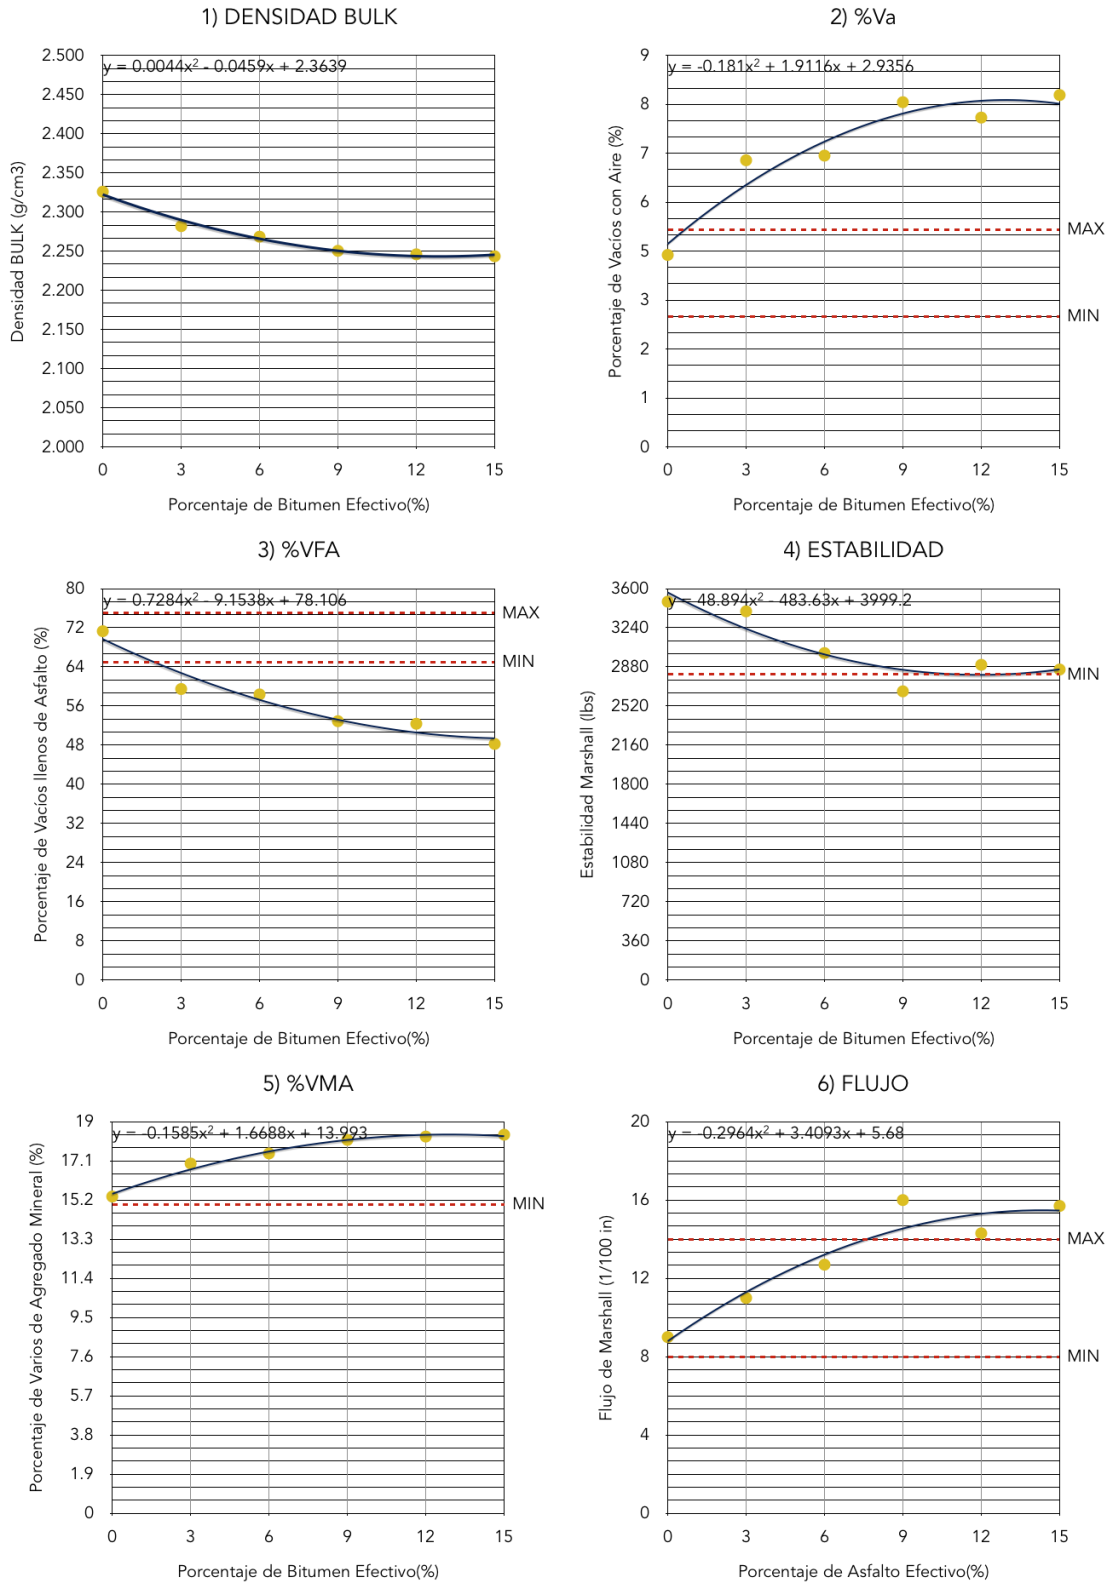 1) DENSIDAD BULK
y = 0.0044x² - 0.0459x + 2.3639
2.500
2.450
2.400
2.350
2.300
2.250
2.200
2.150
2.100
2.050
2.000
Densidad BULK (g/cm3)
0 3 6 9 12 15
Porcentaje de Bitumen Efectivo(%)
2) %Va
y = -0.181x² + 1.9116x + 2.9356
9
8
7
6
5
3
2
1
0
Porcentaje de Vacíos con Aire (%)
MAX
MIN
0 3 6 9 12 15
Porcentaje de Bitumen Efectivo(%)
3) %VFA
y = 0.7284x² - 9.1538x + 78.106
80
72
64
56
48
40
32
24
16
8
0
Porcentaje de Vacíos llenos de Asfalto (%)
MAX
MIN
0 3 6 9 12 15
Porcentaje de Bitumen Efectivo(%)
4) ESTABILIDAD
y = 48.894x² - 483.63x + 3999.2
3600
3240
2880
2520
2160
1800
1440
1080
720
360
0
Estabilidad Marshall (lbs)
MIN
0 3 6 9 12 15
Porcentaje de Bitumen Efectivo(%)
5) %VMA
y = -0.1585x² + 1.6688x + 13.993
19
17.1
15.2
13.3
11.4
9.5
7.6
5.7
3.8
1.9
0
Porcentaje de Varios de Agregado Mineral (%)
MIN
0 3 6 9 12 15
Porcentaje de Bitumen Efectivo(%)
6) FLUJO
y = -0.2964x² + 3.4093x + 5.68
20
16
12
8
4
0
Flujo de Marshall (1/100 in)
MAX
MIN
0 3 6 9 12 15
Porcentaje de Asfalto Efectivo(%)